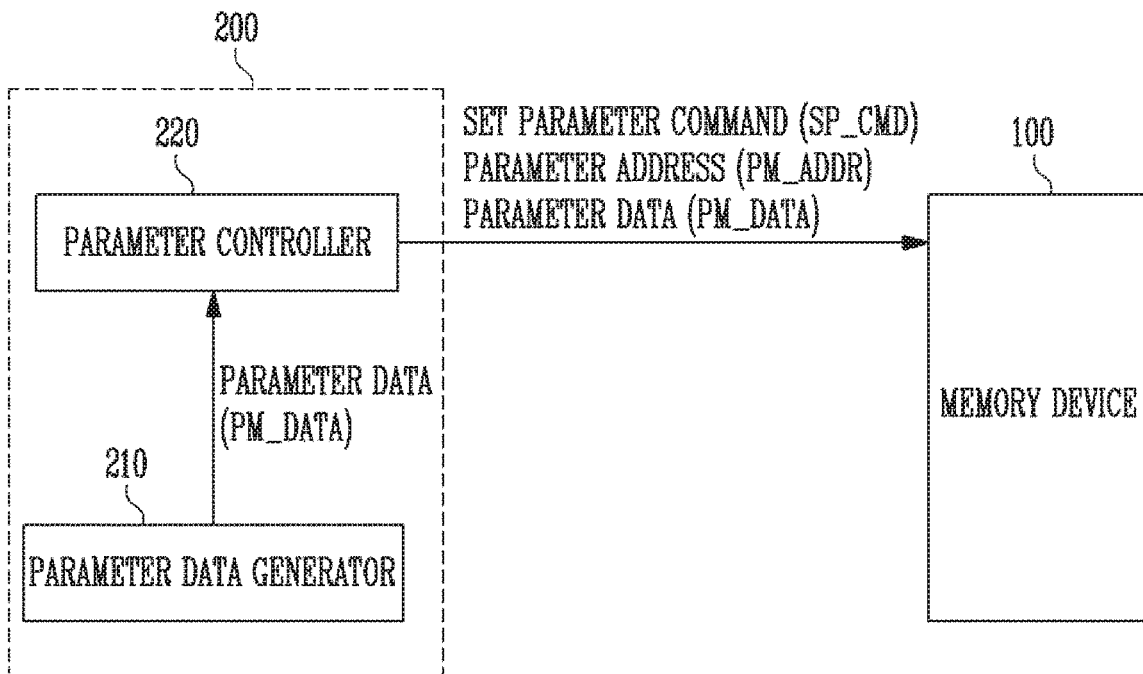 200
220
SET PARAMETER COMMAND (SP_CMD)
PARAMETER ADDRESS (PM_ADDR)
PARAMETER DATA (PM_DATA)
100
PARAMETER CONTROLLER
PARAMETER DATA
(PM_DATA)
MEMORY DEVICE
210
PARAMETER DATA GENERATOR